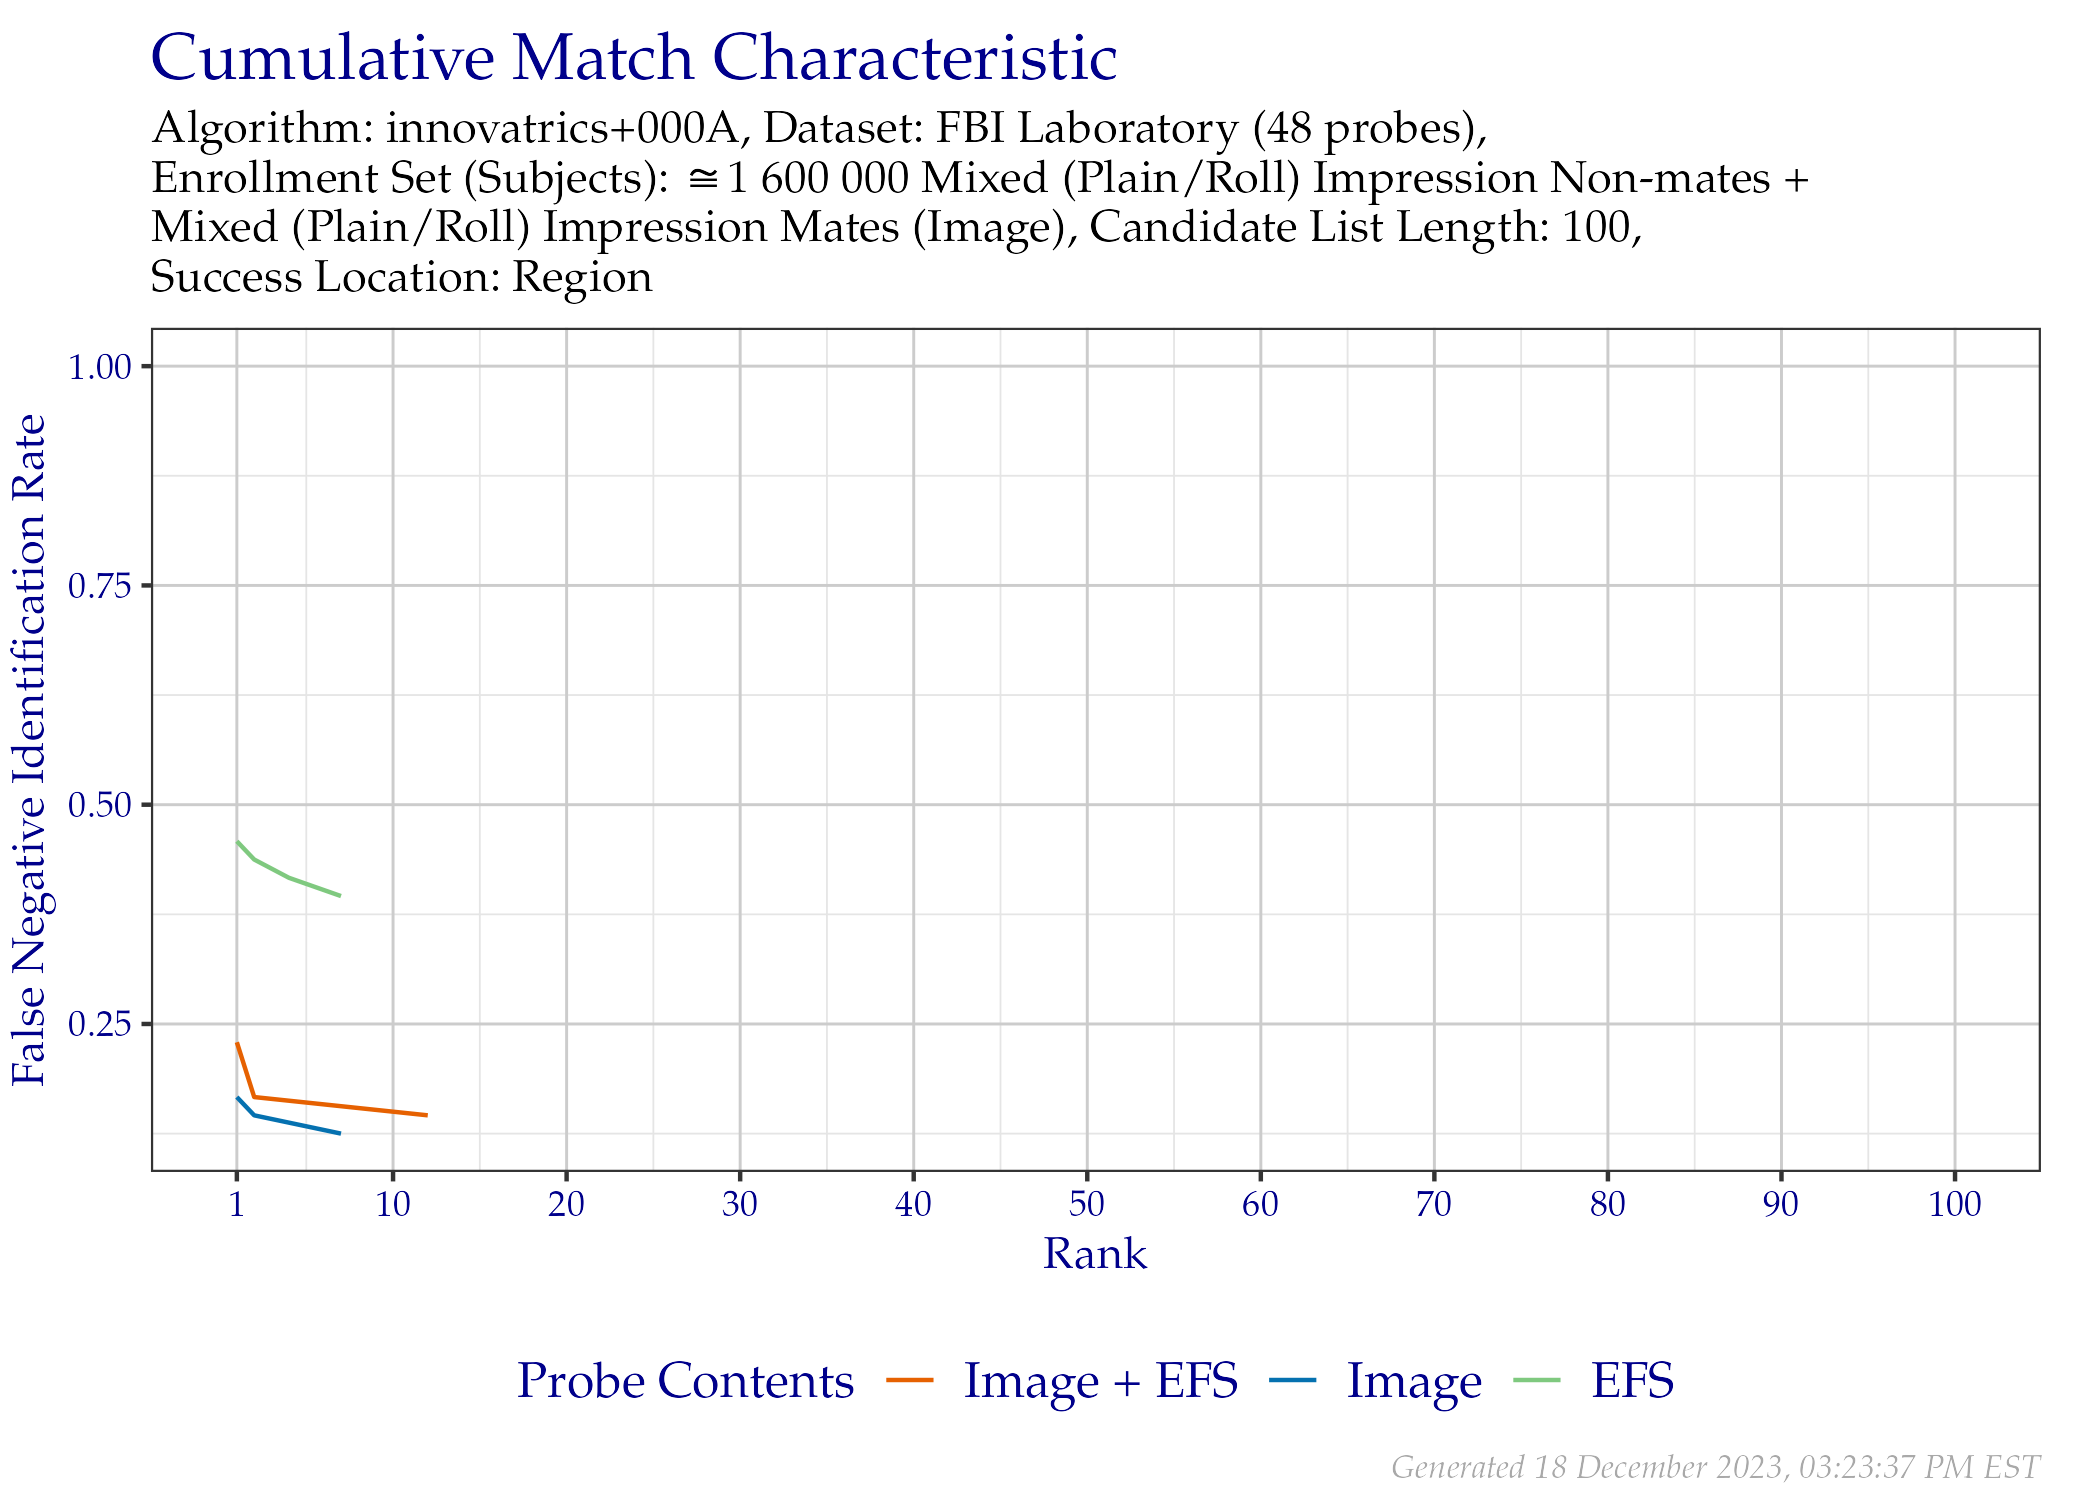 Cumulative Match Characteristic
Algorithm: innovatrics+000A, Dataset: FBI Laboratory (48 probes),
Enrollment Set (Subjects): ≅1 600 000 Mixed (Plain/Roll) Impression Non-mates +
Mixed (Plain/Roll) Impression Mates (Image), Candidate List Length: 100,
Success Location: Region
False Negative Identification Rate
1.00
0.75
0.50
0.25
1 10 20 30 40 50 60 70 80 90 100
Rank
Probe Contents Image + EFS Image EFS
Generated 18 December 2023, 03:23:37 PM EST